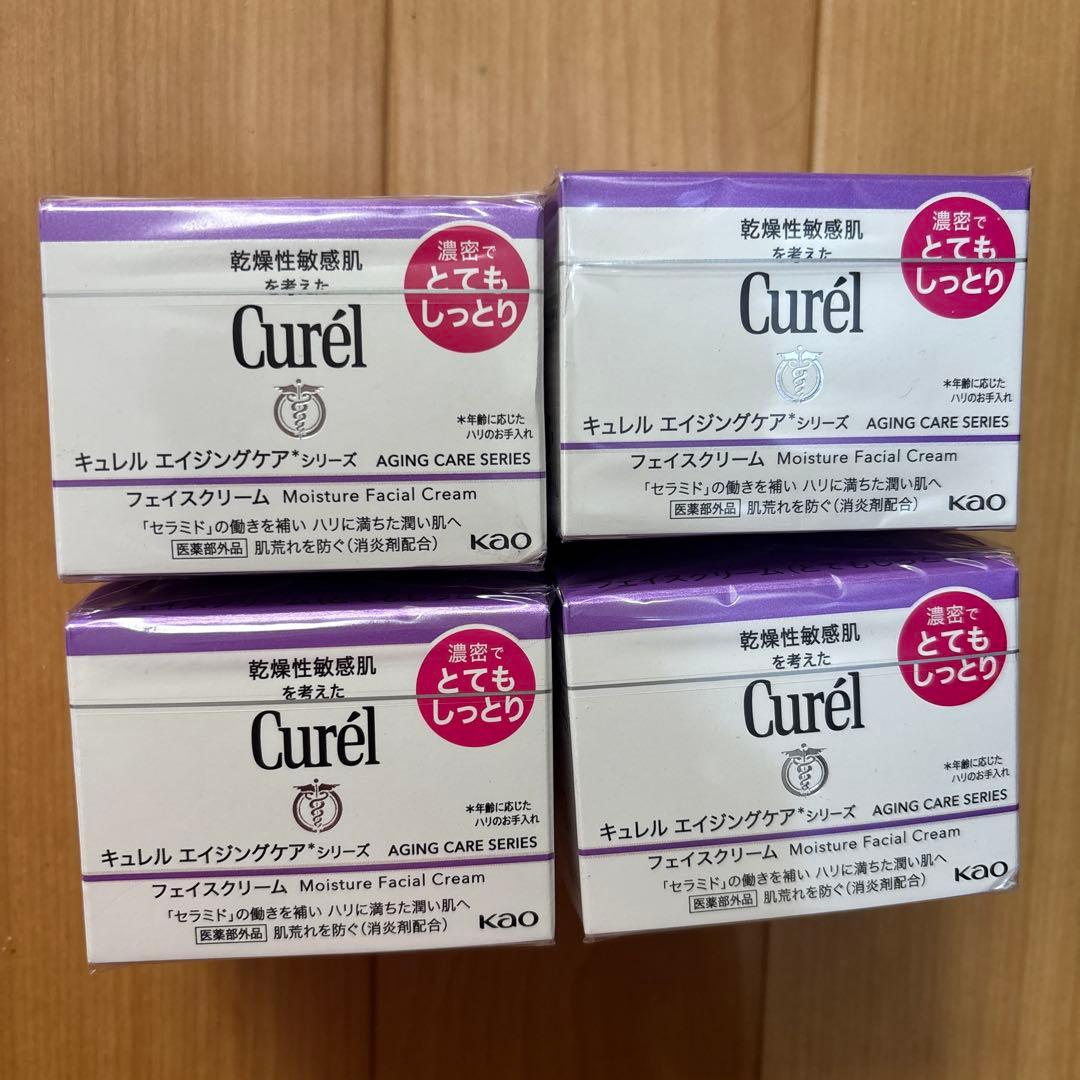 乾燥性敏感肌
を考えた
濃密で
とても
しっとり
Curél
*年齢に応じた
ハリのお手入れ
キュレル エイジングケア*シリーズ AGING CARE SERIES
フェイスクリーム Moisture Facial Cream
「セラミド」の働きを補い ハリに満ちた潤い肌へ
医薬部外品 肌荒れを防ぐ(消炎剤配合)
Kao
乾燥性敏感肌
を考えた
濃密で
とても
しっとり
Curél
*年齢に応じた
ハリのお手入れ
キュレル エイジングケア*シリーズ AGING CARE SERIES
フェイスクリーム Moisture Facial Cream
「セラミド」の働きを補い ハリに満ちた潤い肌へ
医薬部外品 肌荒れを防ぐ(消炎剤配合)
Kao
乾燥性敏感肌
を考えた
濃密で
とても
しっとり
Curél
*年齢に応じた
ハリのお手入れ
キュレル エイジングケア*シリーズ AGING CARE SERIES
フェイスクリーム Moisture Facial Cream
「セラミド」の働きを補い ハリに満ちた潤い肌へ
医薬部外品 肌荒れを防ぐ(消炎剤配合)
Kao
フェイスクリーム(とてもしっと
乾燥性敏感肌
を考えた
濃密で
とても
しっとり
Curél
*年齢に応じた
ハリのお手入れ
キュレル エイジングケア*シリーズ AGING CARE SERIES
フェイスクリーム Moisture Facial Cream
「セラミド」の働きを補い ハリに満ちた潤い肌へ
医薬部外品 肌荒れを防ぐ(消炎剤配合)
Kao